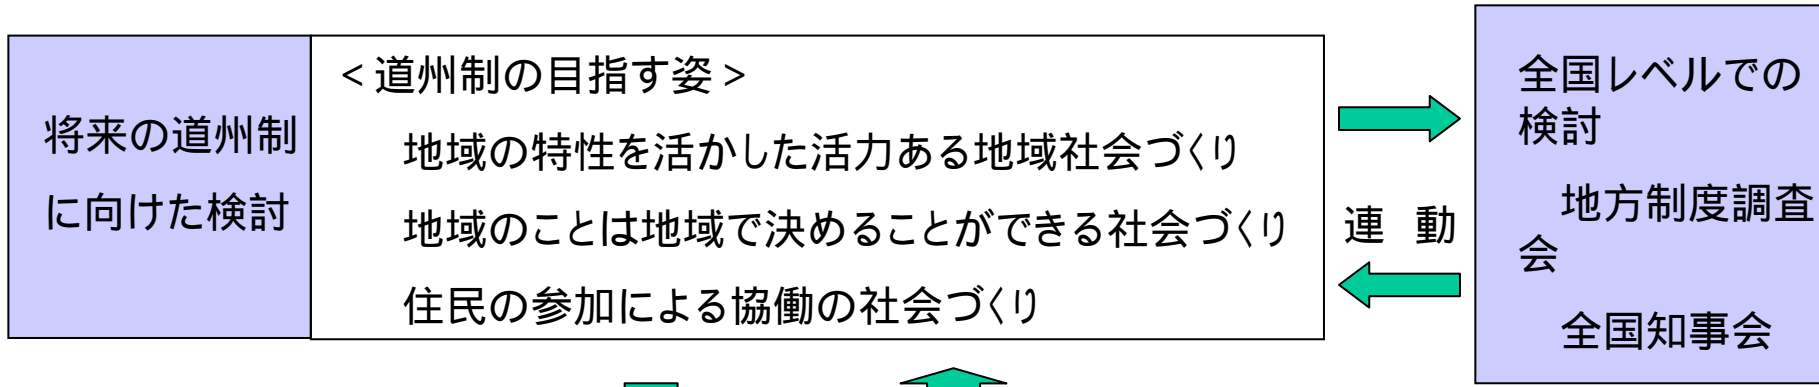 将来の道州制
に向けた検討
<道州制の目指す姿>
地域の特性を活かした活力ある地域社会づくり
地域のことは地域で決めることができる社会づくり
住民の参加による協働の社会づくり
連 動
全国レベルでの
検討
地方制度調査
会
全国知事会